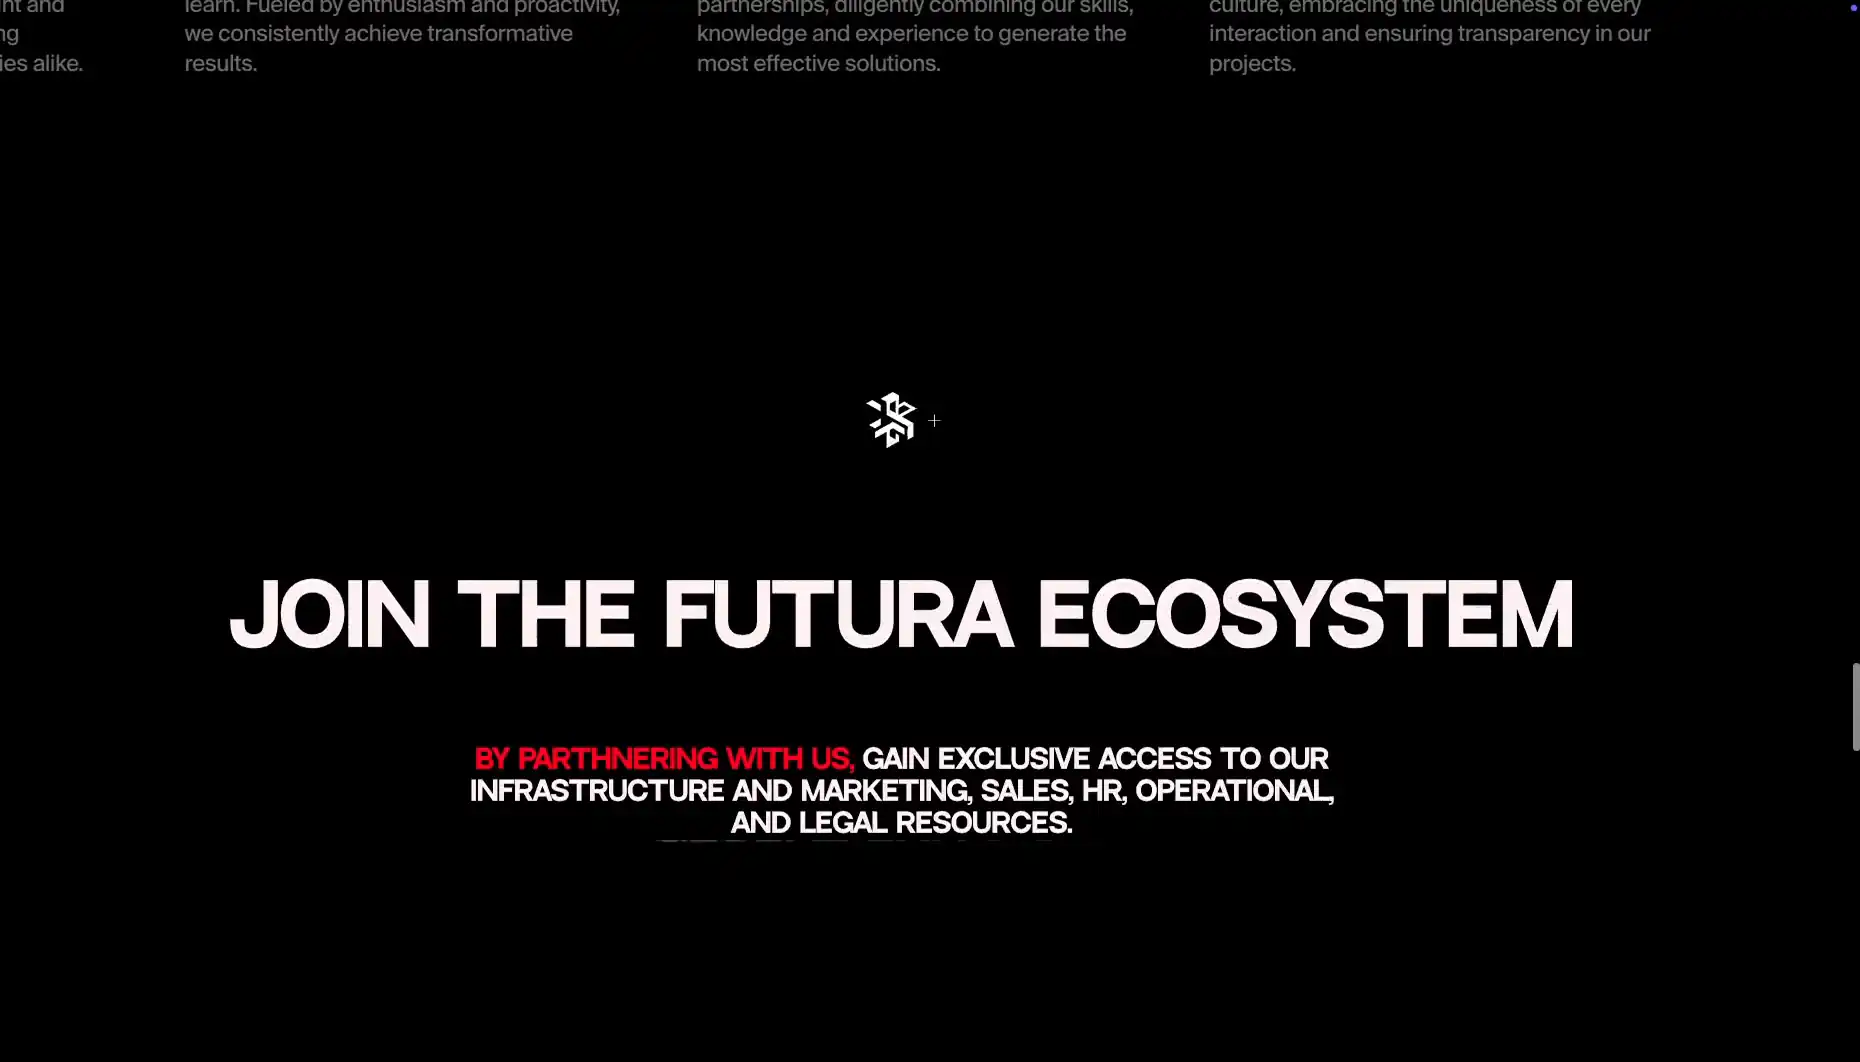 nt and
ng
ies alike.
learn. Fueled by enthusiasm and proactivity,
we consistently achieve transformative
results.
partnerships, diligently combining our skills,
knowledge and experience to generate the
most effective solutions.
culture, embracing the uniqueness of every
interaction and ensuring transparency in our
projects.
JOIN THE FUTURA ECOSYSTEM
BY PARTHNERING WITH US, GAIN EXCLUSIVE ACCESS TO OUR
INFRASTRUCTURE AND MARKETING, SALES, HR, OPERATIONAL,
AND LEGAL RESOURCES.